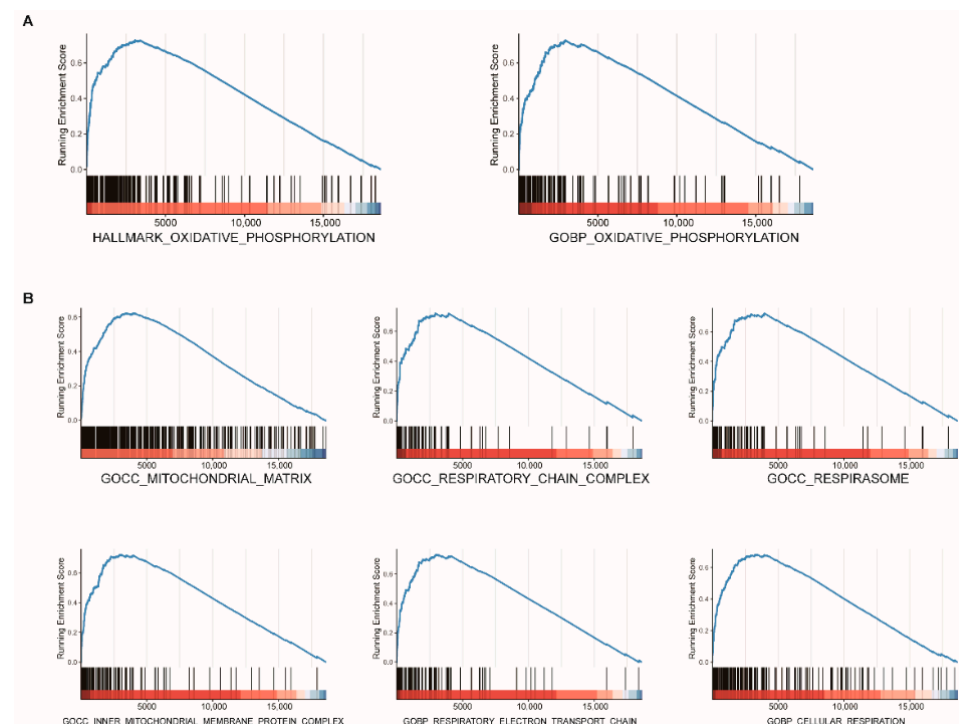 A
Running Enrichment Score
0.6
0.4
0.2
0.0
5000 10,000 15,000
HALLMARK_OXIDATIVE_PHOSPHORYLATION
Running Enrichment Score
0.6
0.4
0.2
0.0
5000 10,000 15,000
GOBP_OXIDATIVE_PHOSPHORYLATION
B
Running Enrichment Score
0.6
0.4
0.2
0.0
5000 10,000 15,000
GOCC_MITOCHONDRIAL_MATRIX
Running Enrichment Score
0.6
0.4
0.2
0.0
5000 10,000 15,000
GOCC_RESPIRATORY_CHAIN_COMPLEX
Running Enrichment Score
0.6
0.4
0.2
0.0
5000 10,000 15,000
GOCC_RESPIRASOME
Running Enrichment Score
0.6
0.4
0.2
0.0
5000 10,000 15,000
GOCC_INNER_MITOCHONDRIAL_MEMBRANE_PROTEIN_COMPLEX
Running Enrichment Score
0.6
0.4
0.2
0.0
5000 10,000 15,000
GOBP_RESPIRATORY_ELECTRON_TRANSPORT_CHAIN
Running Enrichment Score
0.6
0.4
0.2
0.0
5000 10,000 15,000
GOBP_CELLULAR_RESPIRATION